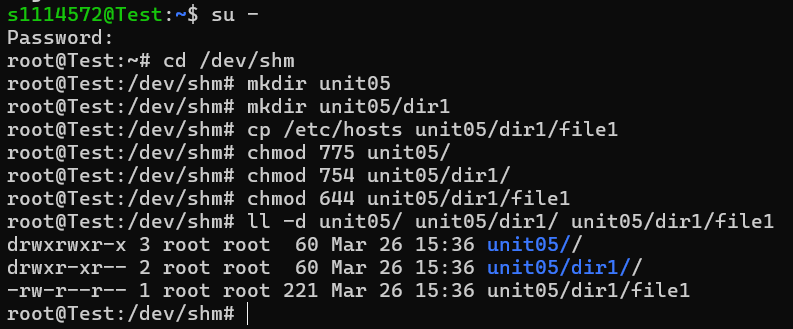 s1114572@Test:~$ su -
Password:
root@Test:~# cd /dev/shm
root@Test:/dev/shm# mkdir unit05
root@Test:/dev/shm# mkdir unit05/dir1
root@Test:/dev/shm# cp /etc/hosts unit05/dir1/file1
root@Test:/dev/shm# chmod 775 unit05/
root@Test:/dev/shm# chmod 754 unit05/dir1/
root@Test:/dev/shm# chmod 644 unit05/dir1/file1
root@Test:/dev/shm# ll -d unit05/ unit05/dir1/ unit05/dir1/file1
drwxrwxr-x 3 root root  60 Mar 26 15:36 unit05//
drwxr-xr-- 2 root root  60 Mar 26 15:36 unit05/dir1//
-rw-r--r-- 1 root root 221 Mar 26 15:36 unit05/dir1/file1
root@Test:/dev/shm#